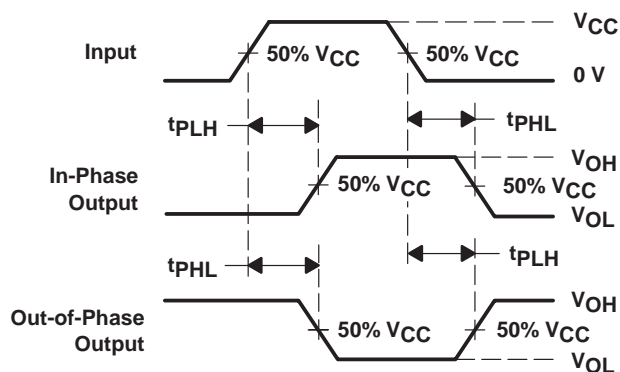 VCC
Input
50% VCC
50% VCC
0 V
tPLH
tPHL
VOH
In-Phase
Output
50% VCC
50% VCC
VOL
tPHL
tPLH
VOH
Out-of-Phase
Output
50% VCC
50% VCC
VOL